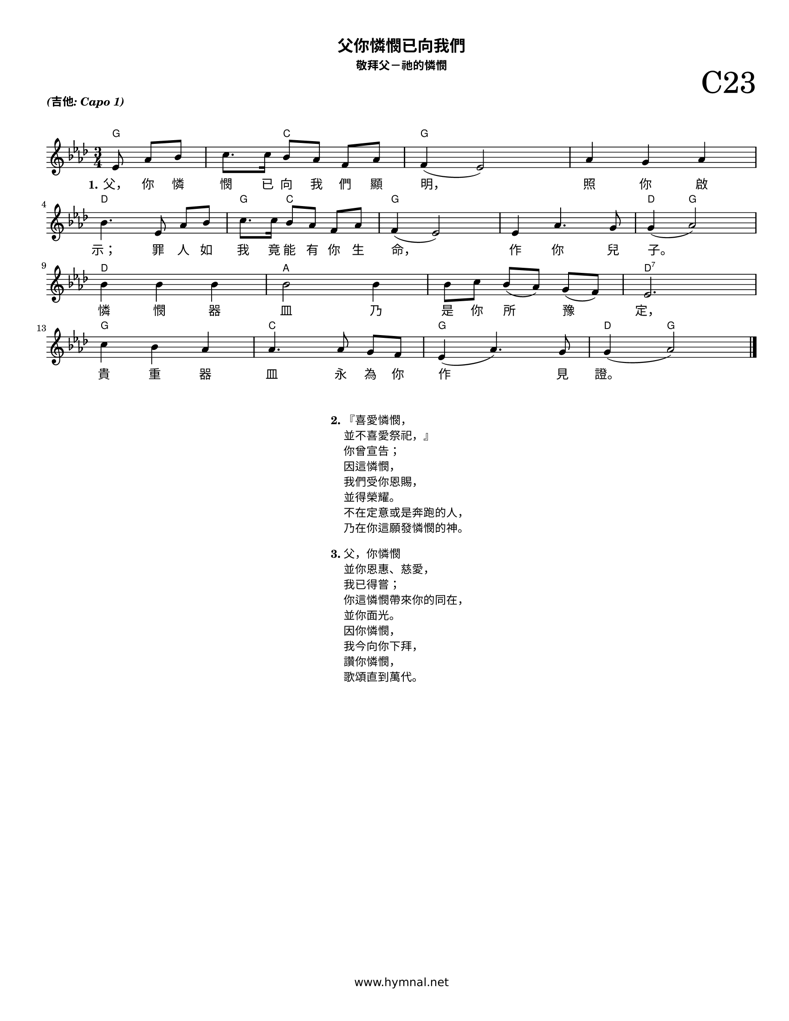 父你憐憫已向我們
敬拜父－祂的憐憫
C23
(吉他: Capo 1)
G C G
3 4
1. 父， 你 憐 憫 已 向 我 們 顯 明， 照 你 啟
4 D G C G D G
示； 罪 人 如 我 竟 能 有 你 生 命， 作 你 兒 子。
9 D A D7
憐 憫 器 皿 乃 是 你 所 豫 定，
13 G C G D G
貴 重 器 皿 永 為 你 作 見 證。
2. 『喜愛憐憫，
並不喜愛祭祀，』
你曾宣告；
因這憐憫，
我們受你恩賜，
並得榮耀。
不在定意或是奔跑的人，
乃在你這願發憐憫的神。
3. 父，你憐憫
並你恩惠、慈愛，
我已得嘗；
你這憐憫帶來你的同在，
並你面光。
因你憐憫，
我今向你下拜，
讚你憐憫，
歌頌直到萬代。
www.hymnal.net